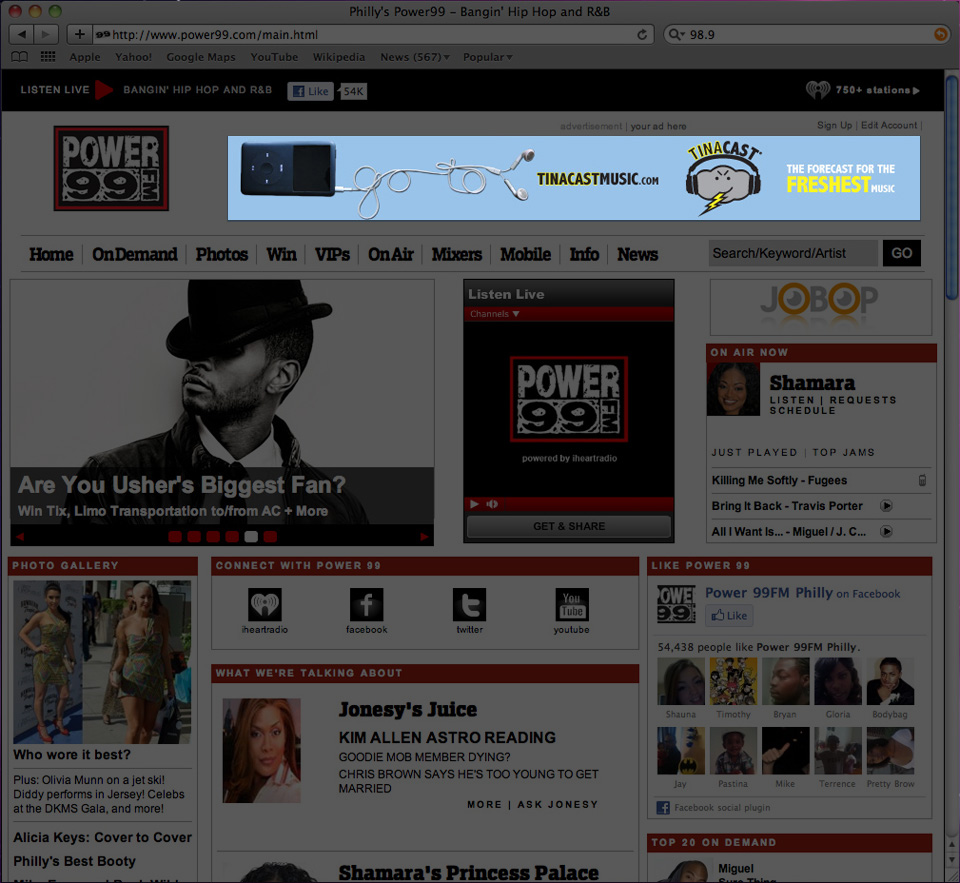 Philly's Power99 – Bangin' Hip Hop and R&B
http://www.power99.com/main.html
98.9
Apple Yahoo! Google Maps YouTube Wikipedia News (567) Popular
LISTEN LIVE BANGIN' HIP HOP AND R&B Like 54K 750+ stations
advertisement | your ad here
Sign Up | Edit Account |
POWER 99 FM
TINACASTMUSIC.COM
TINACAST
THE FORECAST FOR THE
FRESHEST MUSIC
Home OnDemand Photos Win VIPs OnAir Mixers Mobile Info News
Search/Keyword/Artist GO
Are You Usher's Biggest Fan?
Win Tix, Limo Transportation to/from AC + More
Listen Live
Channels
POWER 99 FM
powered by iheartradio
GET & SHARE
JOBOP
ON AIR NOW
Shamara
LISTEN | REQUESTS
SCHEDULE
JUST PLAYED | TOP JAMS
Killing Me Softly - Fugees
Bring It Back - Travis Porter
All I Want Is... - Miguel / J. C...
PHOTO GALLERY
Who wore it best?
Plus: Olivia Munn on a jet ski!
Diddy performs in Jersey! Celebs
at the DKMS Gala, and more!
Alicia Keys: Cover to Cover
Philly's Best Booty
CONNECT WITH POWER 99
You Tube
iheartradio facebook twitter youtube
WHAT WE'RE TALKING ABOUT
Jonesy's Juice
KIM ALLEN ASTRO READING
GOODIE MOB MEMBER DYING?
CHRIS BROWN SAYS HE'S TOO YOUNG TO GET
MARRIED
MORE | ASK JONESY
Shamara's Princess Palace
LIKE POWER 99
POWER 99
Power 99FM Philly on Facebook
Like
54,438 people like Power 99FM Philly.
Shauna Timothy Bryan Gloria Bodybag
Jay Pastina Mike Terrence Pretty Brow
Facebook social plugin
TOP 20 ON DEMAND
Miguel
Sure Thing